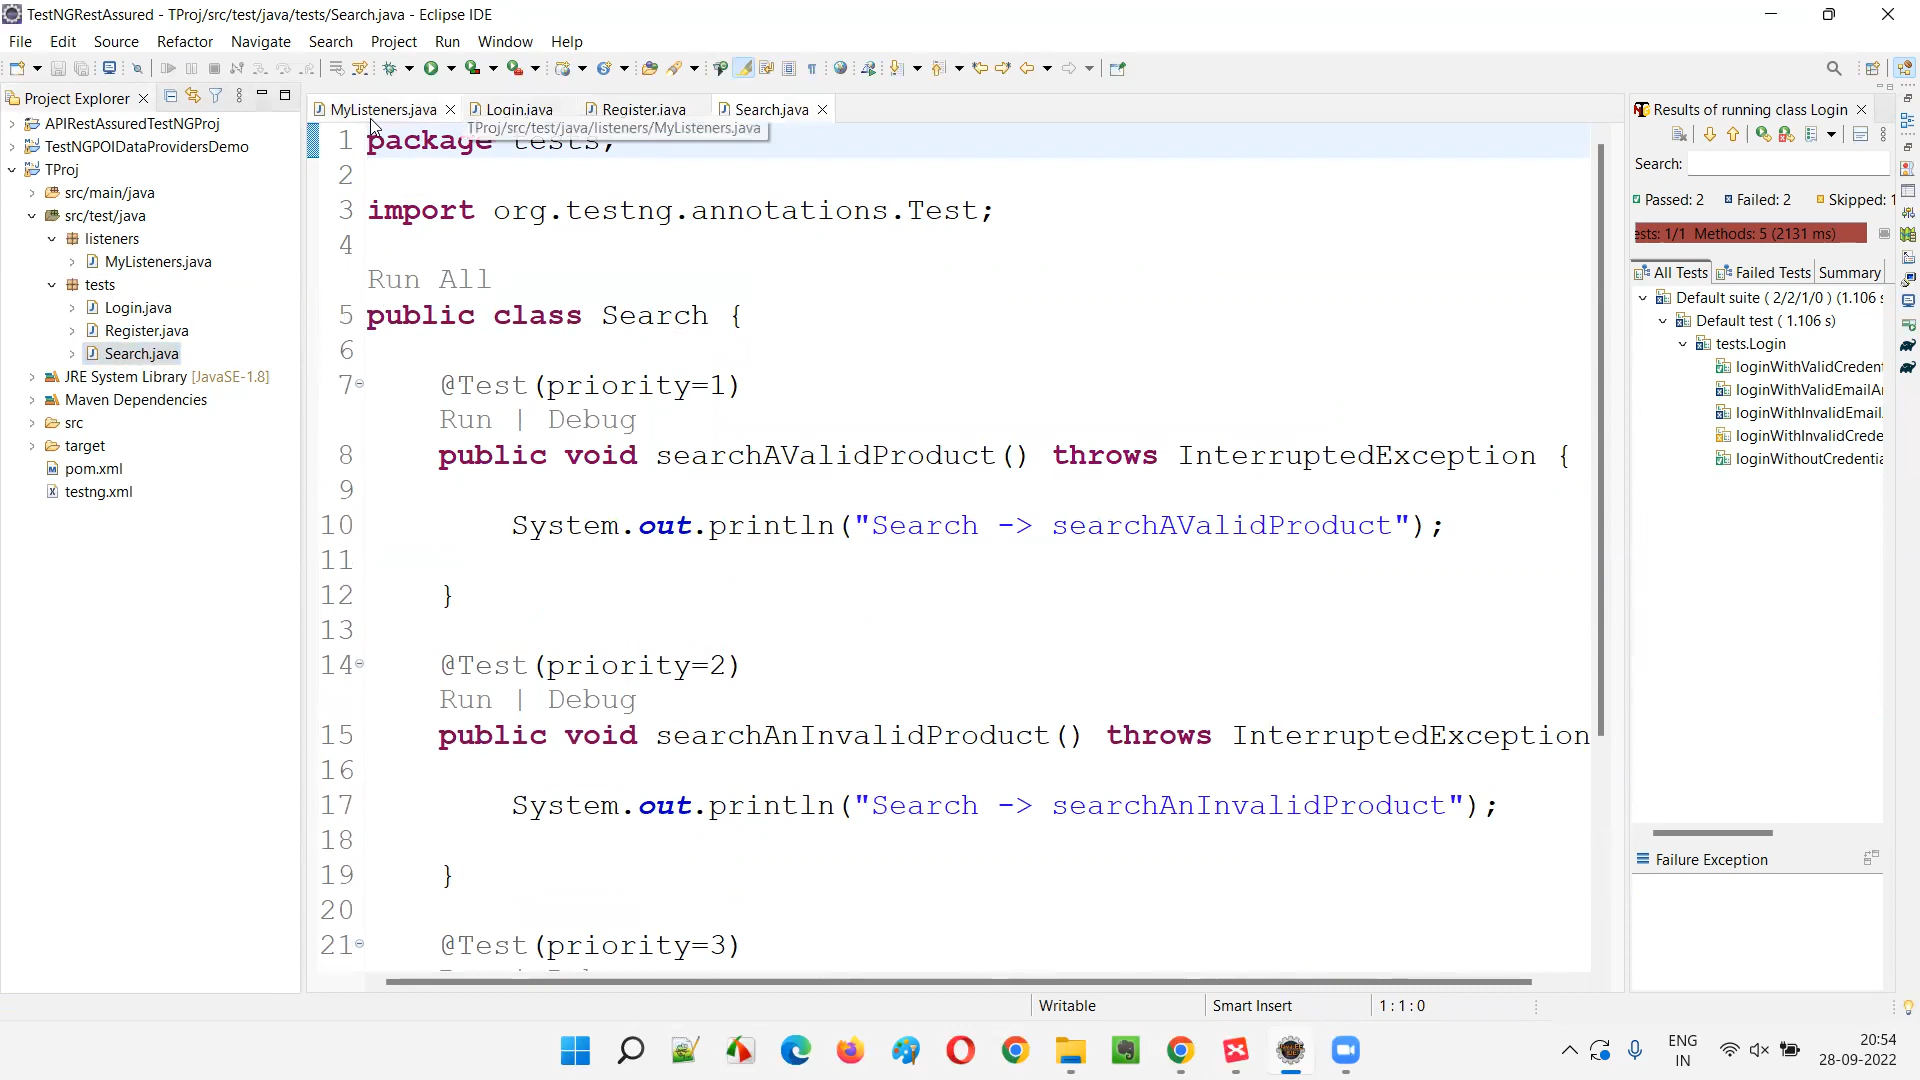 TestNGRestAssured - TProj/src/test/java/tests/Search.java - Eclipse IDE
File Edit Source Refactor Navigate Search Project Run Window Help
Project Explorer
APIRestAssuredTestNGProj
TestNGPOIDataProvidersDemo
TProj
src/main/java
src/test/java
listeners
MyListeners.java
tests
Login.java
Register.java
Search.java
JRE System Library [JavaSE-1.8]
Maven Dependencies
src
target
pom.xml
testng.xml
MyListeners.java Login.java Register.java Search.java
TProj/src/test/java/listeners/MyListeners.java
1 package tests;
2
3 import org.testng.annotations.Test;
4
Run All
5 public class Search {
6
7 @Test(priority=1)
Run | Debug
8 public void searchAValidProduct() throws InterruptedException {
9
10 System.out.println("Search -> searchAValidProduct");
11
12 }
13
14 @Test(priority=2)
Run | Debug
15 public void searchAnInvalidProduct() throws InterruptedException
16
17 System.out.println("Search -> searchAnInvalidProduct");
18
19 }
20
21 @Test(priority=3)
Results of running class Login
Search:
Passed: 2 Failed: 2 Skipped: 1
ests: 1/1 Methods: 5 (2131 ms)
All Tests Failed Tests Summary
Default suite ( 2/2/1/0 ) (1.106 s
Default test ( 1.106 s)
tests.Login
loginWithValidCredent
loginWithValidEmailAr
loginWithInvalidEmail
loginWithInvalidCrede
loginWithoutCredentia
Failure Exception
Writable Smart Insert 1 : 1 : 0
ENG
IN
20:54
28-09-2022